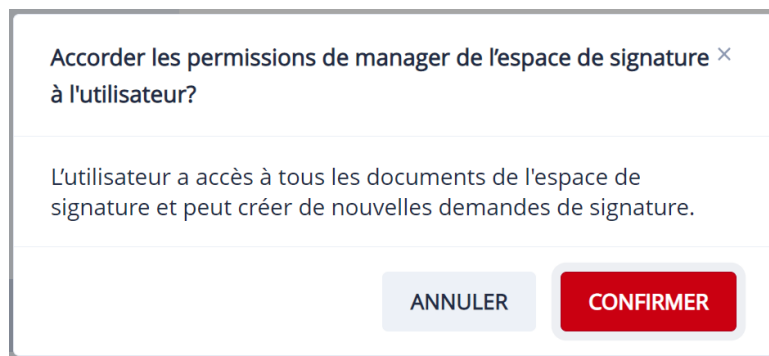 Accorder les permissions de manager de l’espace de signature ×
à l'utilisateur?
L’utilisateur a accès à tous les documents de l'espace de
signature et peut créer de nouvelles demandes de signature.
ANNULER CONFIRMER